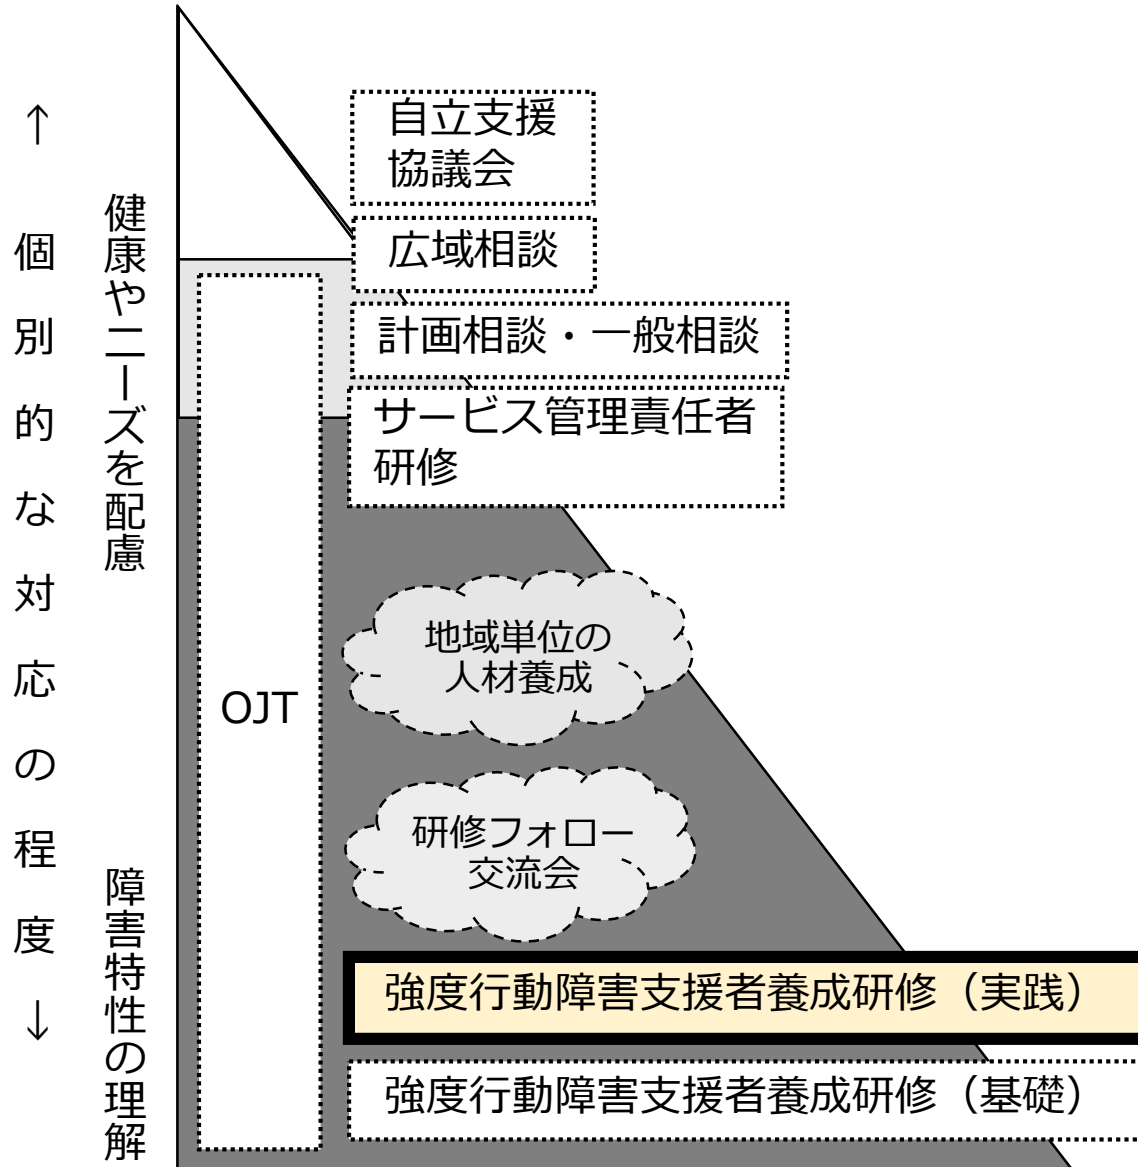 ↑ 個別的な対応の程度 ↓
健康やニーズを配慮
障害特性の理解
自立支援
協議会
広域相談
計画相談・一般相談
サービス管理責任者
研修
OJT
地域単位の
人材養成
研修フォロー
交流会
強度行動障害支援者養成研修（実践）
強度行動障害支援者養成研修（基礎）